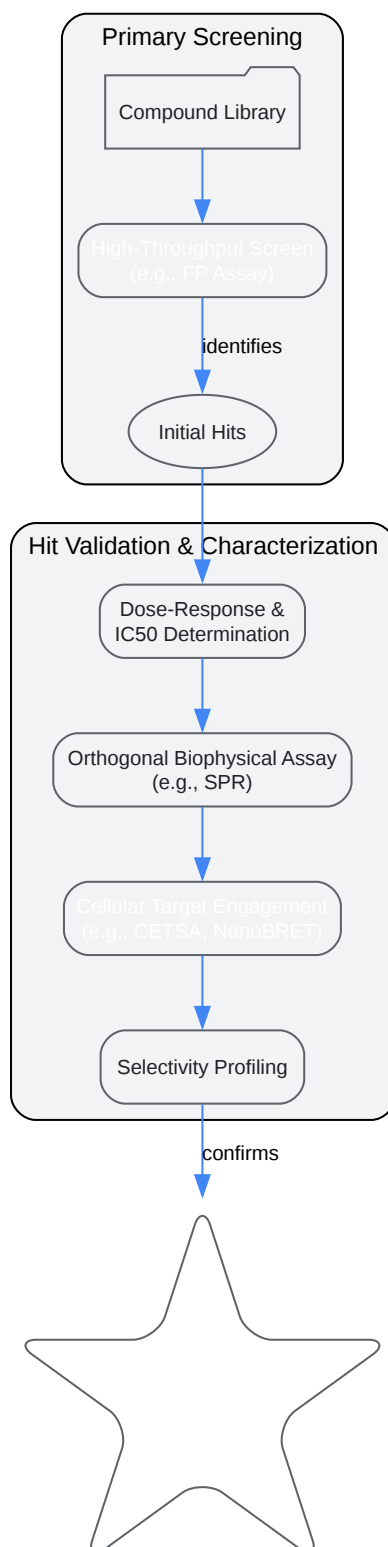 Primary Screening
Compound Library
High-Throughput Screen
(e.g., FP Assay)
identifies
Initial Hits
Hit Validation & Characterization
Dose-Response &
IC50 Determination
Orthogonal Biophysical Assay
(e.g., SPR)
Cellular Target Engagement
(e.g., CETSA, NanoBRET)
Selectivity Profiling
confirms